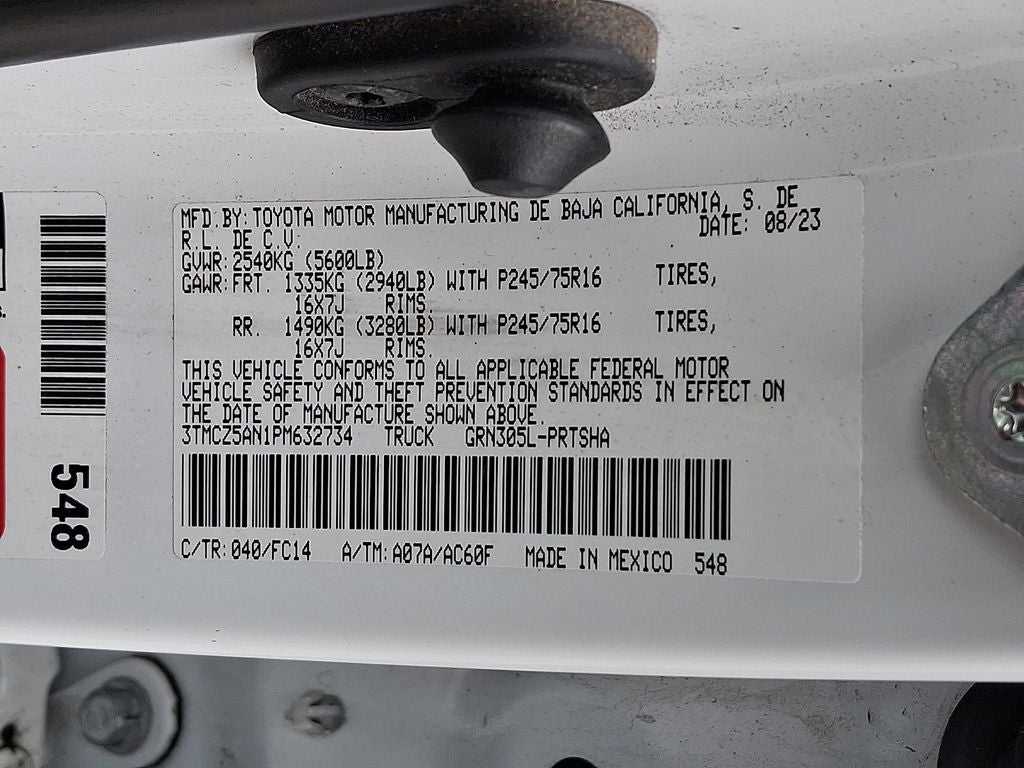 MFD.BY:TOYOTA MOTOR MANUFACTURING DE BAJA CALIFORNIA, S. DE
R.L. DE C.V. DATE: 08/23
GVWR:2540KG (5600LB)
GAWR:FRT. 1335KG (2940LB) WITH P245/75R16 TIRES,
16X7J RIMS.
RR. 1490KG (3280LB) WITH P245/75R16 TIRES,
16X7J RIMS.
THIS VEHICLE CONFORMS TO ALL APPLICABLE FEDERAL MOTOR
VEHICLE SAFETY AND THEFT PREVENTION STANDARDS IN EFFECT ON
THE DATE OF MANUFACTURE SHOWN ABOVE.
3TMCZ5AN1PM632734 TRUCK GRN305L-PRTSHA
C/TR:040/FC14 A/TM:A07A/AC60F MADE IN MEXICO 548
548